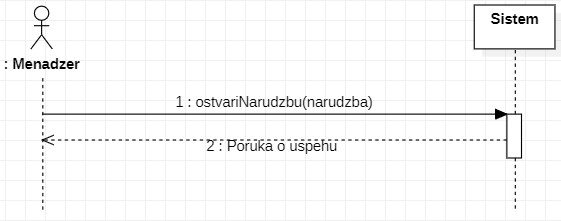 Sistem
: Menadzer
1 : ostvariNarudzbu(narudzba)
2 : Poruka o uspehu